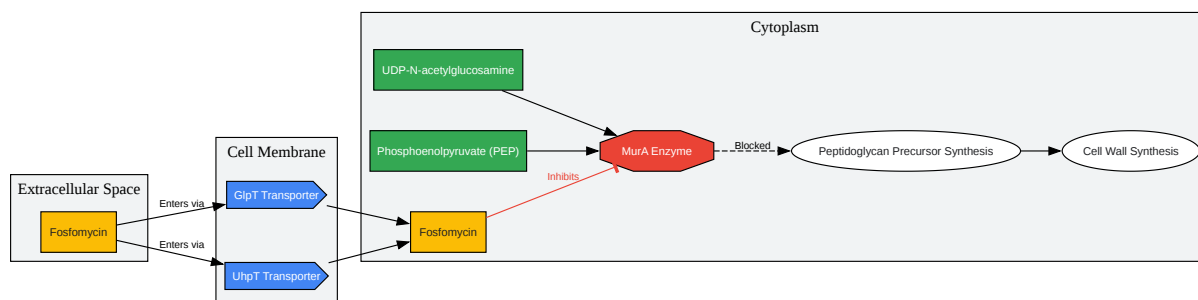 Cytoplasm
UDP-N-acetylglucosamine
Phosphoenolpyruvate (PEP)
MurA Enzyme
Blocked
Peptidoglycan Precursor Synthesis
Cell Wall Synthesis
Cell Membrane
Inhibits
Extracellular Space
GlpT Transporter
Enters via
Fosfomycin
Fosfomycin
Enters via
UhpT Transporter